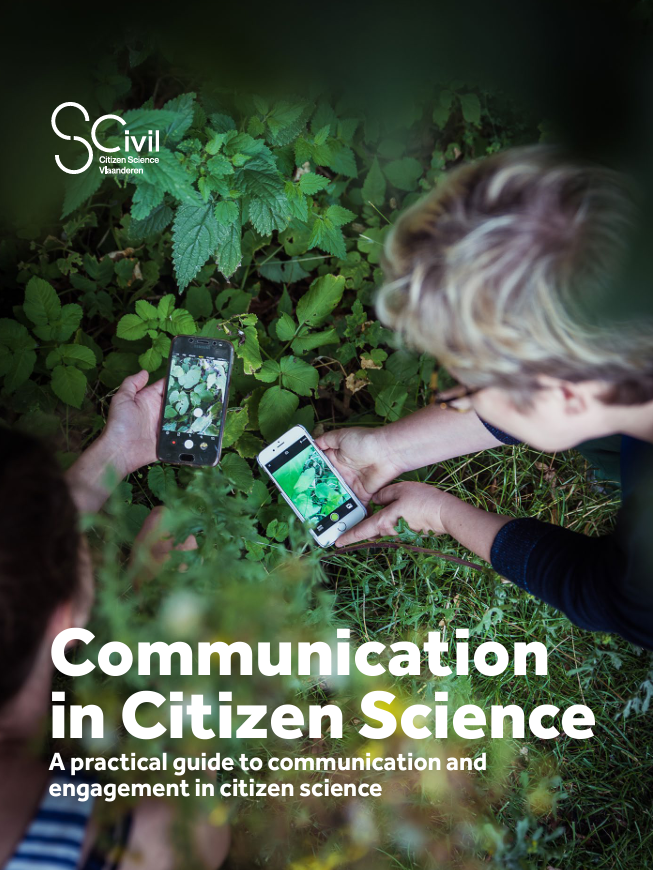 SCivil
Citizen Science
Vlaanderen
Communication
in Citizen Science
A practical guide to communication and
engagement in citizen science